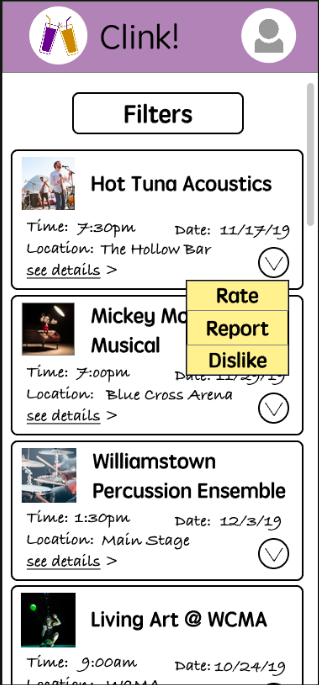 Clink!
Filters
Hot Tuna Acoustics
Time: 7:30pm Date: 11/17/19
Location: The Hollow Bar
see details >
Rate
Report
Dislike
Mickey Mo
Musical
Time: 7:00pm Date: 11/29/19
Location: Blue Cross Arena
see details >
Williamstown
Percussion Ensemble
Time: 1:30pm Date: 12/3/19
Location: Main Stage
see details >
Living Art @ WCMA
Time: 9:00am Date: 10/24/19
Location: WCMA